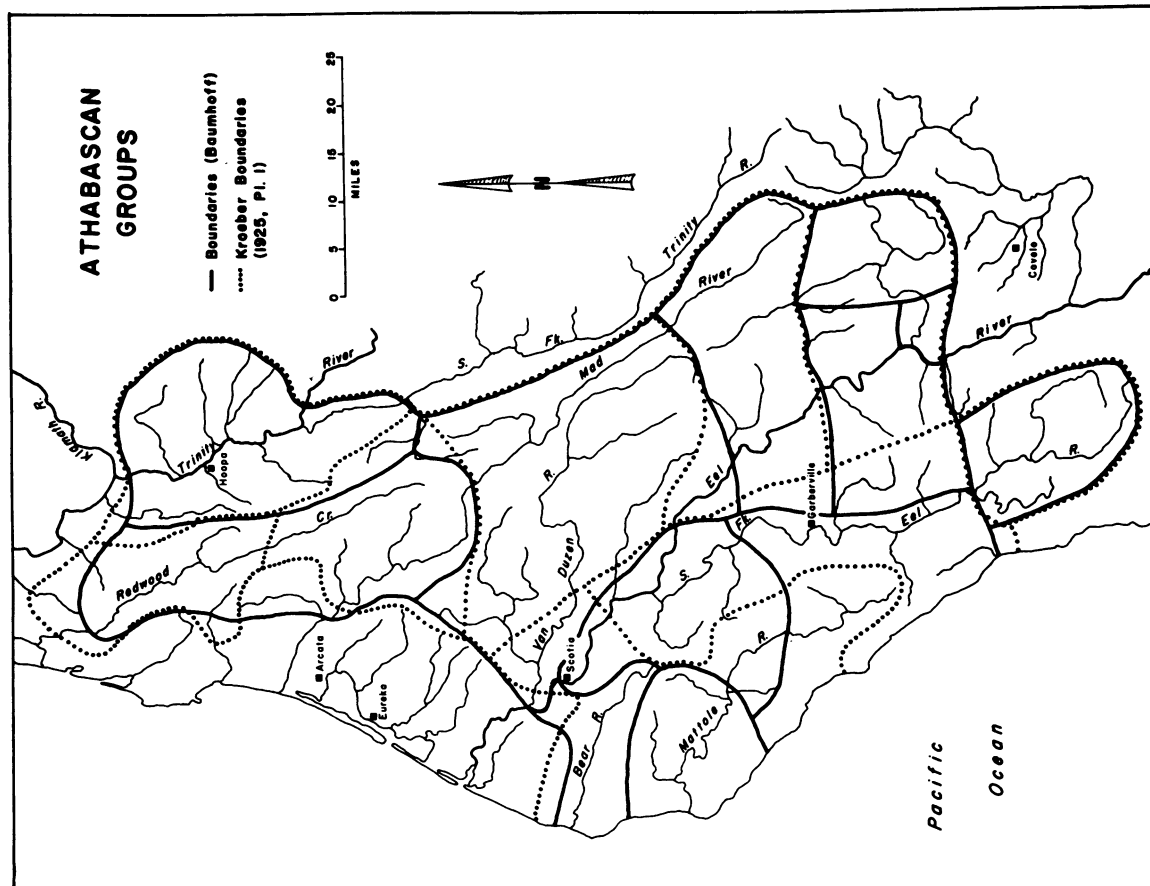 ATHABASCAN
GROUPS
Boundaries (Baumhoff)
Kroeber Boundaries
(1925, Pl. I)
0 5 10 15 20 25
MILES
N
Klamath R.
Trinity
River
Hoopa
Redwood Cr.
S. Fk. Trinity R.
Mad River
Arcata
Eureka
Van Duzen R.
Scotia
Bear R.
Mattole R.
Eel River
S. Fk. Eel R.
Garberville
Covelo
Pacific
Ocean